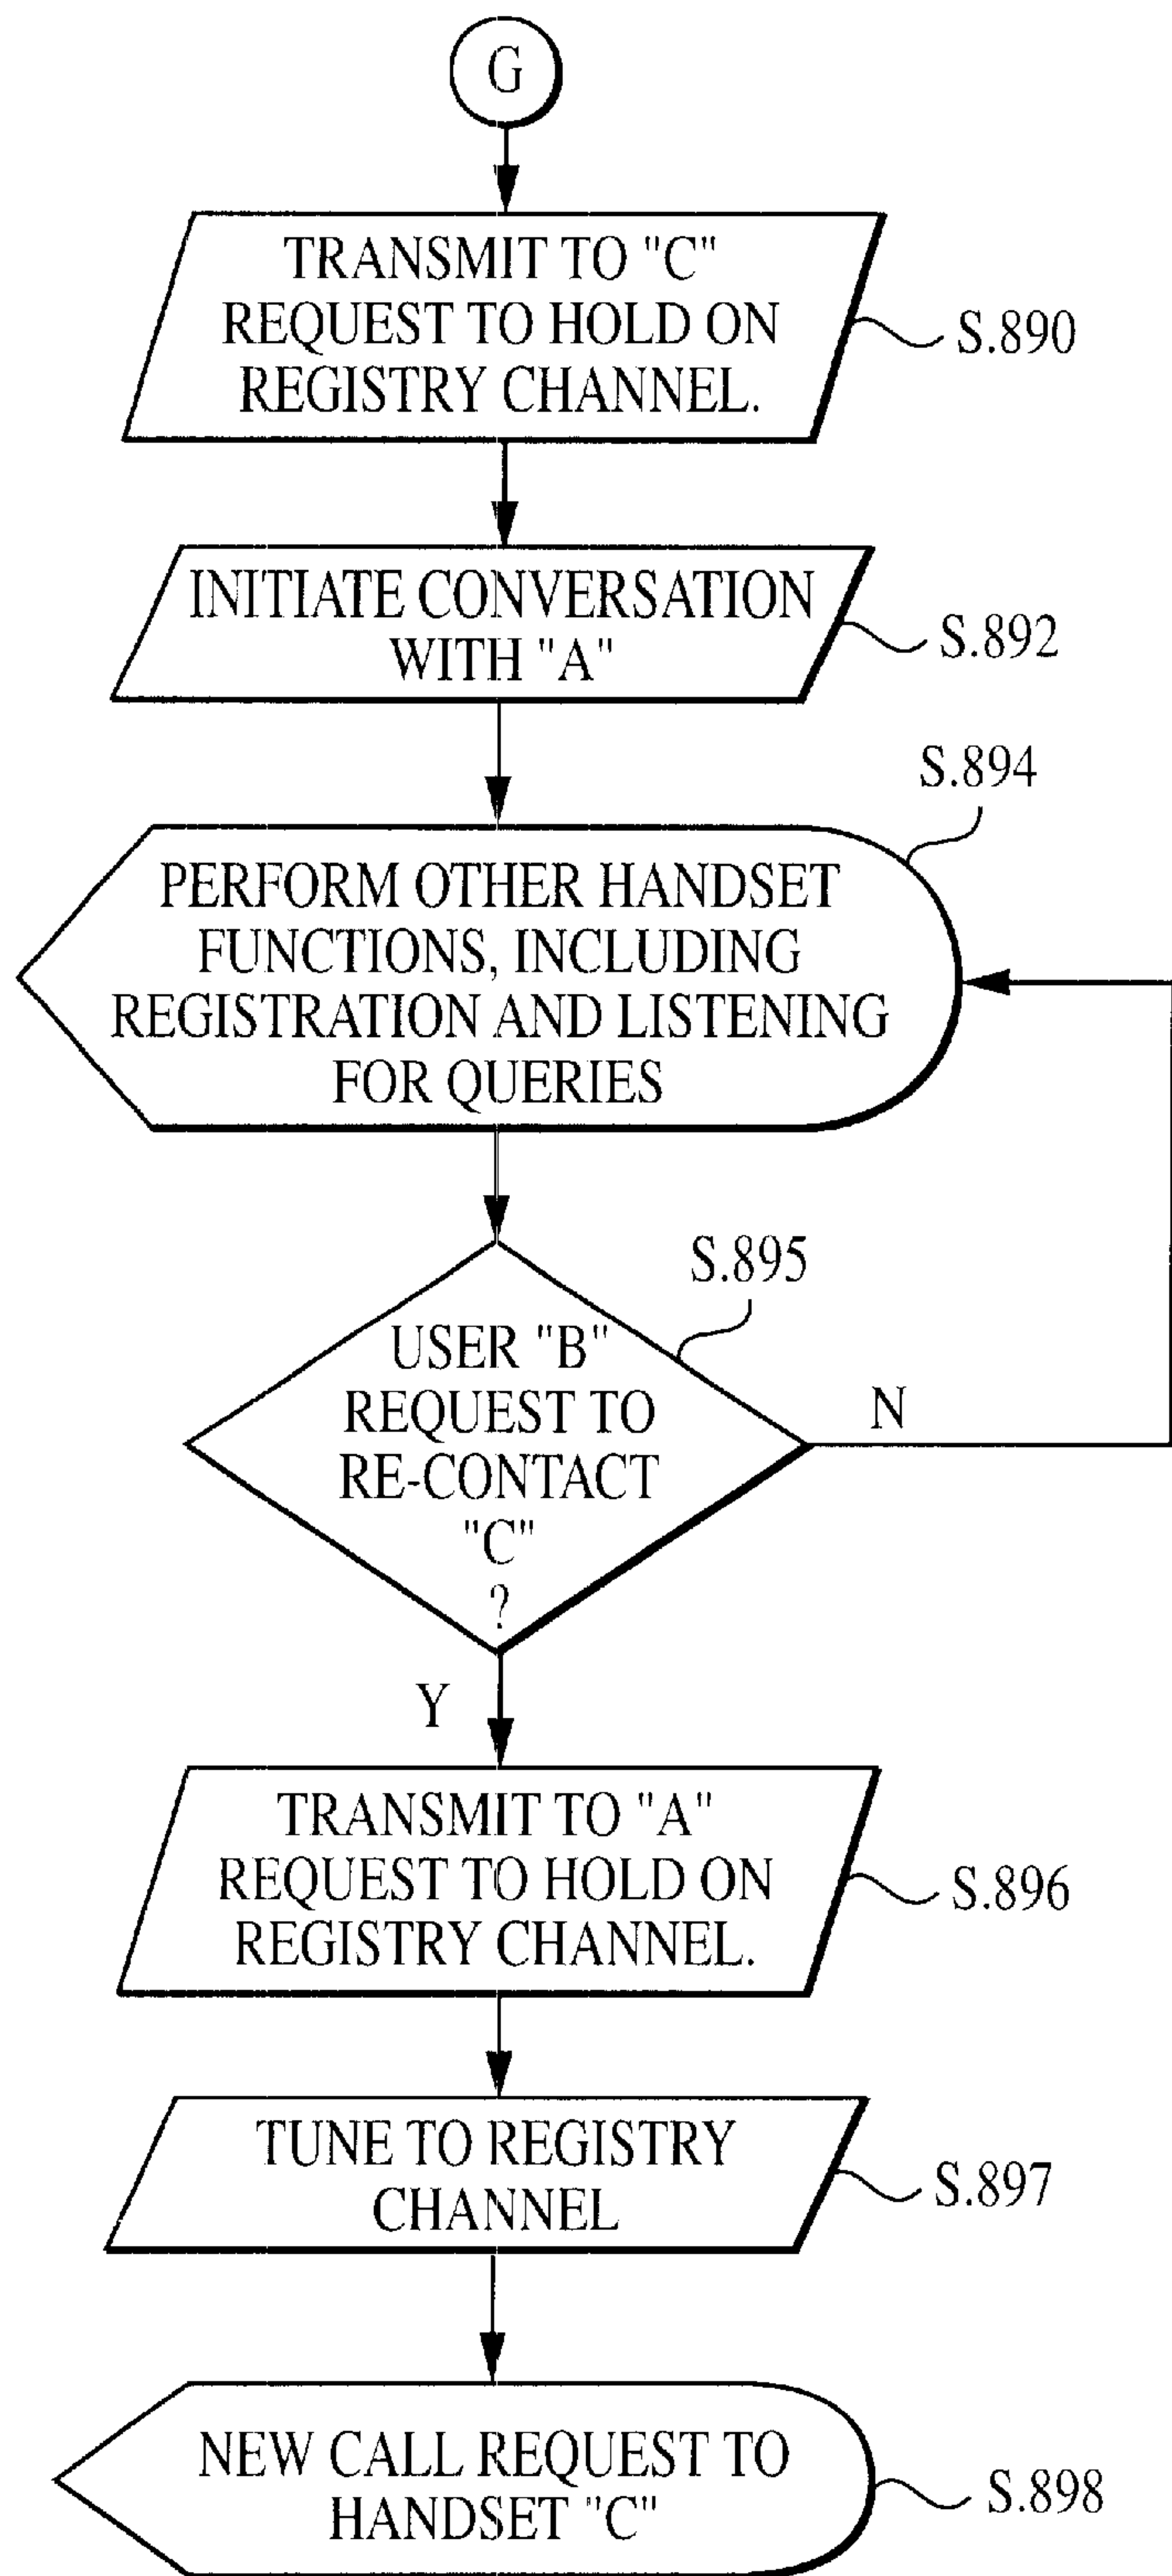 G
TRANSMIT TO "C"
REQUEST TO HOLD ON
REGISTRY CHANNEL.
S.890
INITIATE CONVERSATION
WITH "A"
S.892
S.894
PERFORM OTHER HANDSET
FUNCTIONS, INCLUDING
REGISTRATION AND LISTENING
FOR QUERIES
S.895
USER "B"
REQUEST TO
RE-CONTACT
"C"
?
N
Y
TRANSMIT TO "A"
REQUEST TO HOLD ON
REGISTRY CHANNEL.
S.896
TUNE TO REGISTRY
CHANNEL
S.897
NEW CALL REQUEST TO
HANDSET "C"
S.898